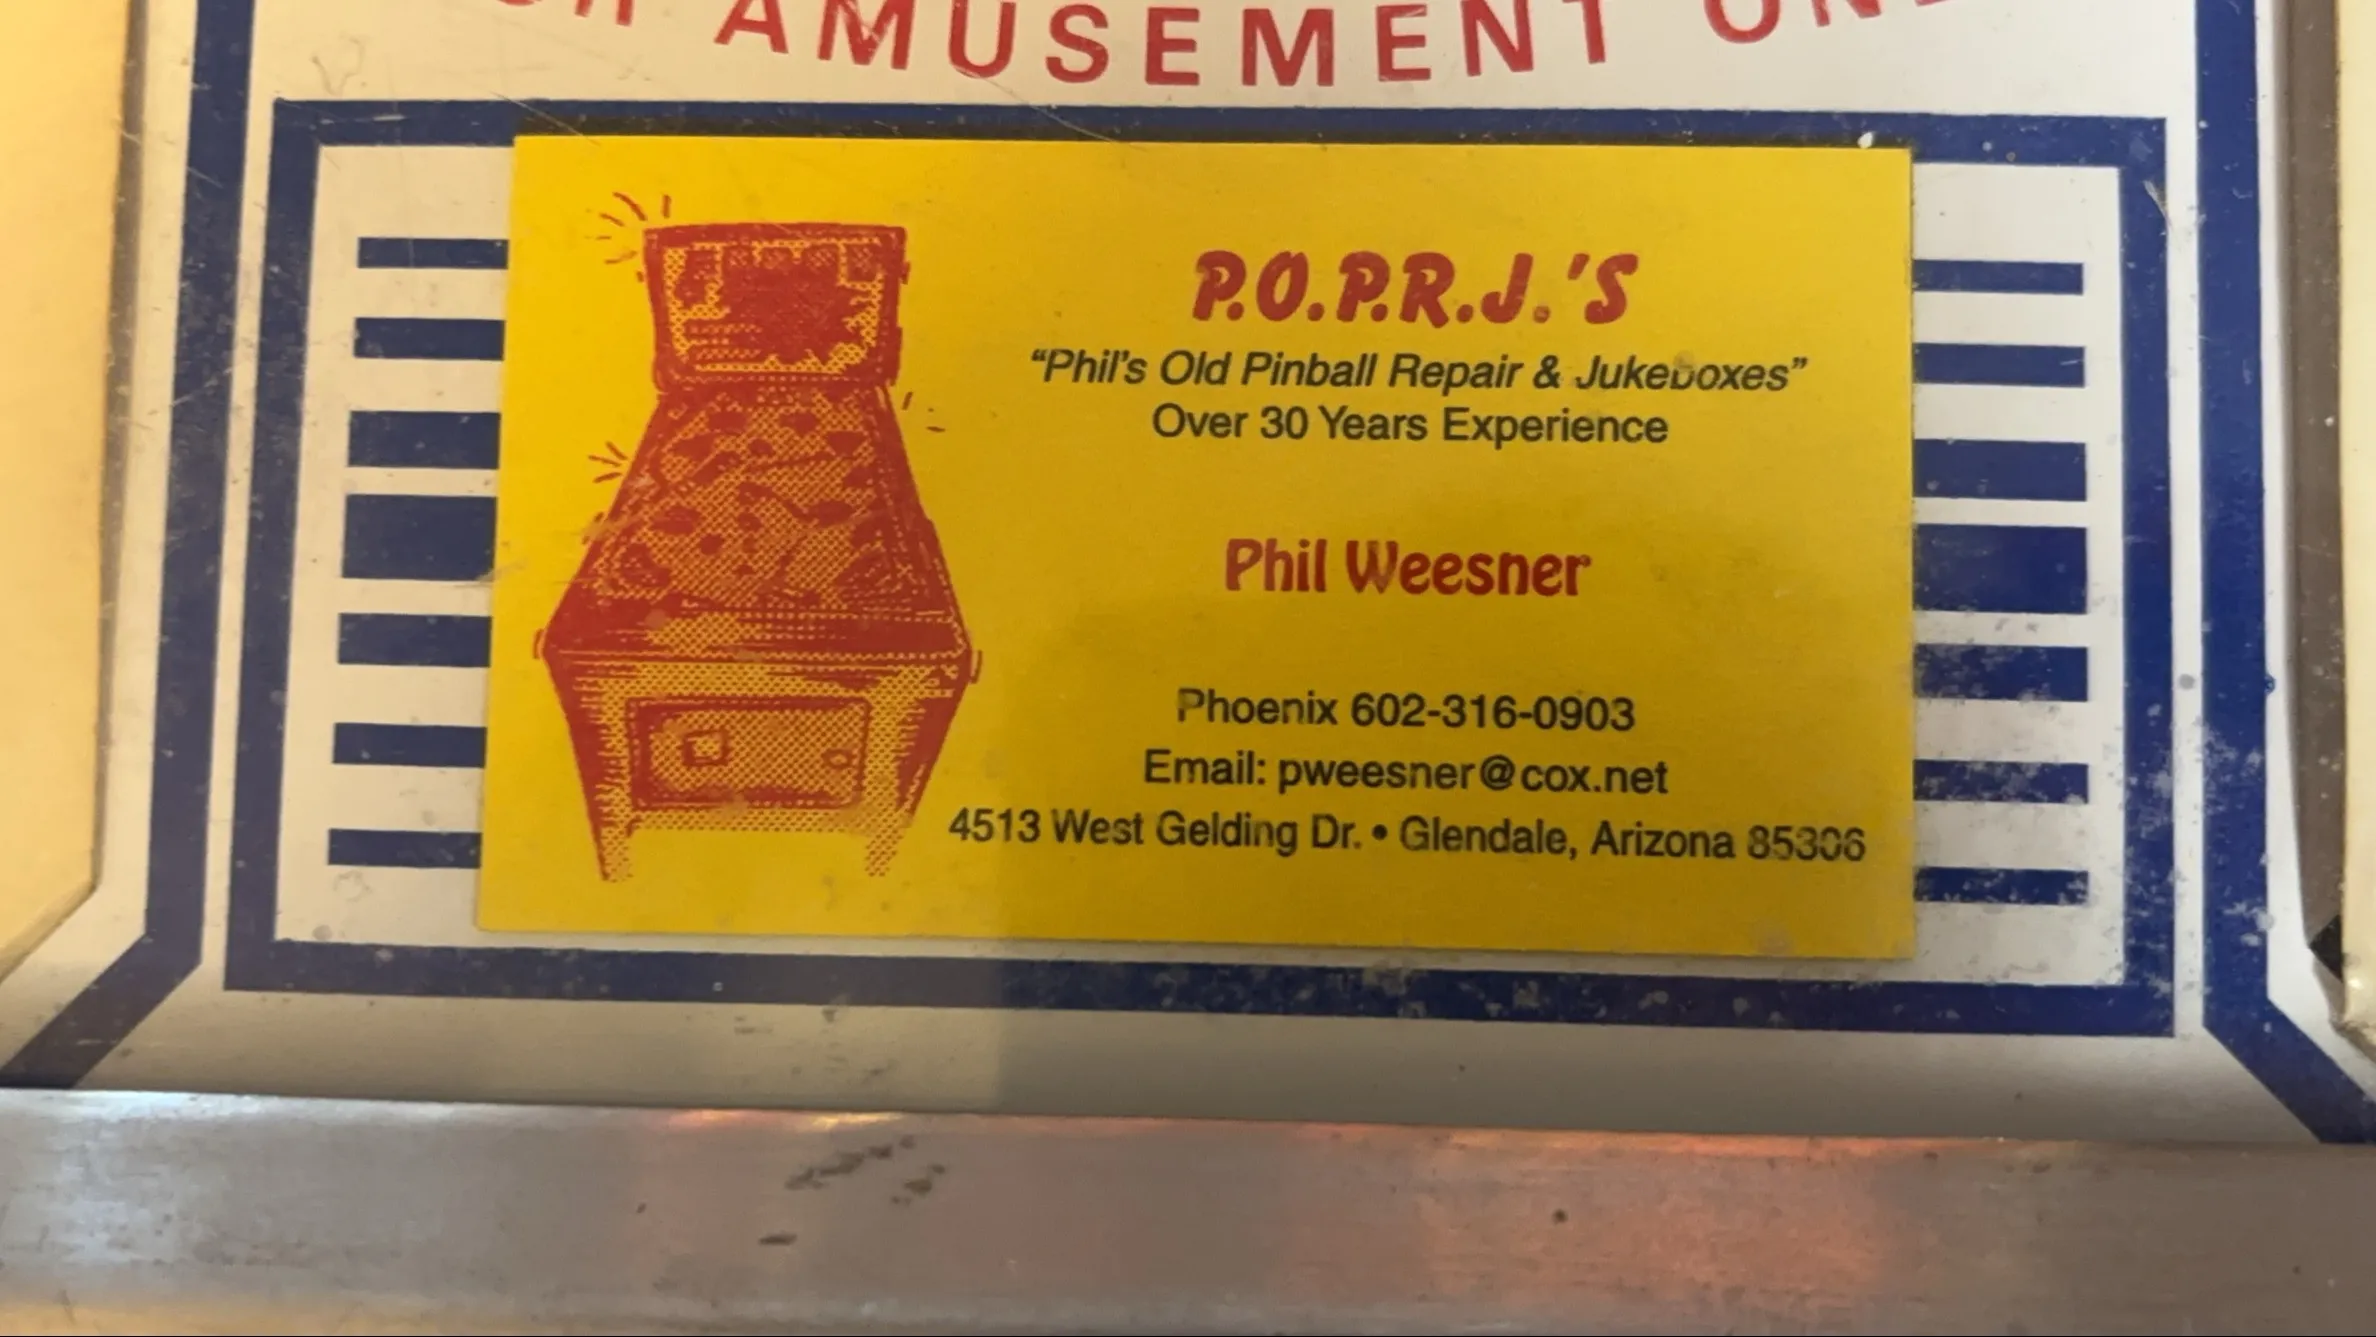 AMUSEMENT
P.O.P.R.J.'S
“Phil's Old Pinball Repair & Jukeboxes”
Over 30 Years Experience
Phil Weesner
Phoenix 602-316-0903
Email: pweesner@cox.net
4513 West Gelding Dr. • Glendale, Arizona 85306